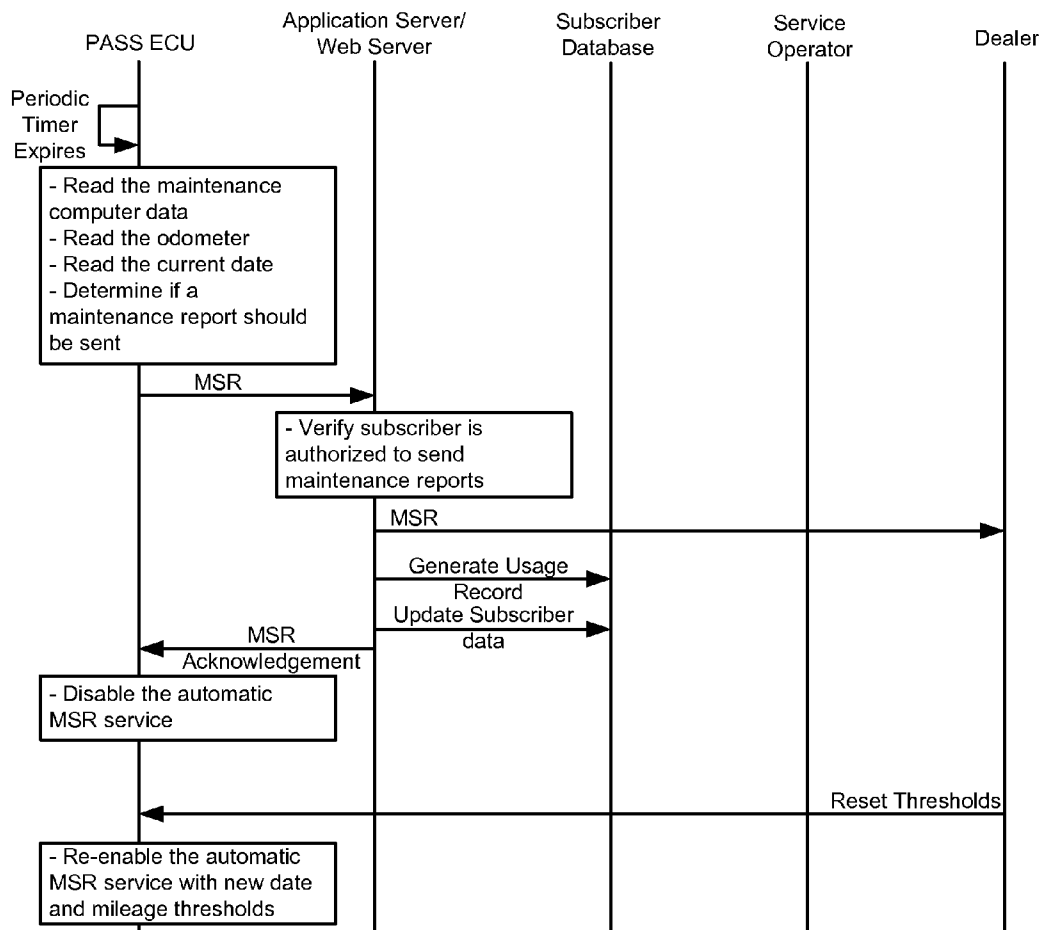 PASS ECU
Application Server/
Web Server
Subscriber
Database
Service
Operator
Dealer
Periodic
Timer
Expires
- Read the maintenance
computer data
- Read the odometer
- Read the current date
- Determine if a
maintenance report should
be sent
MSR
- Verify subscriber is
authorized to send
maintenance reports
MSR
Generate Usage
Record
Update Subscriber
data
MSR
Acknowledgement
- Disable the automatic
MSR service
Reset Thresholds
- Re-enable the automatic
MSR service with new date
and mileage thresholds